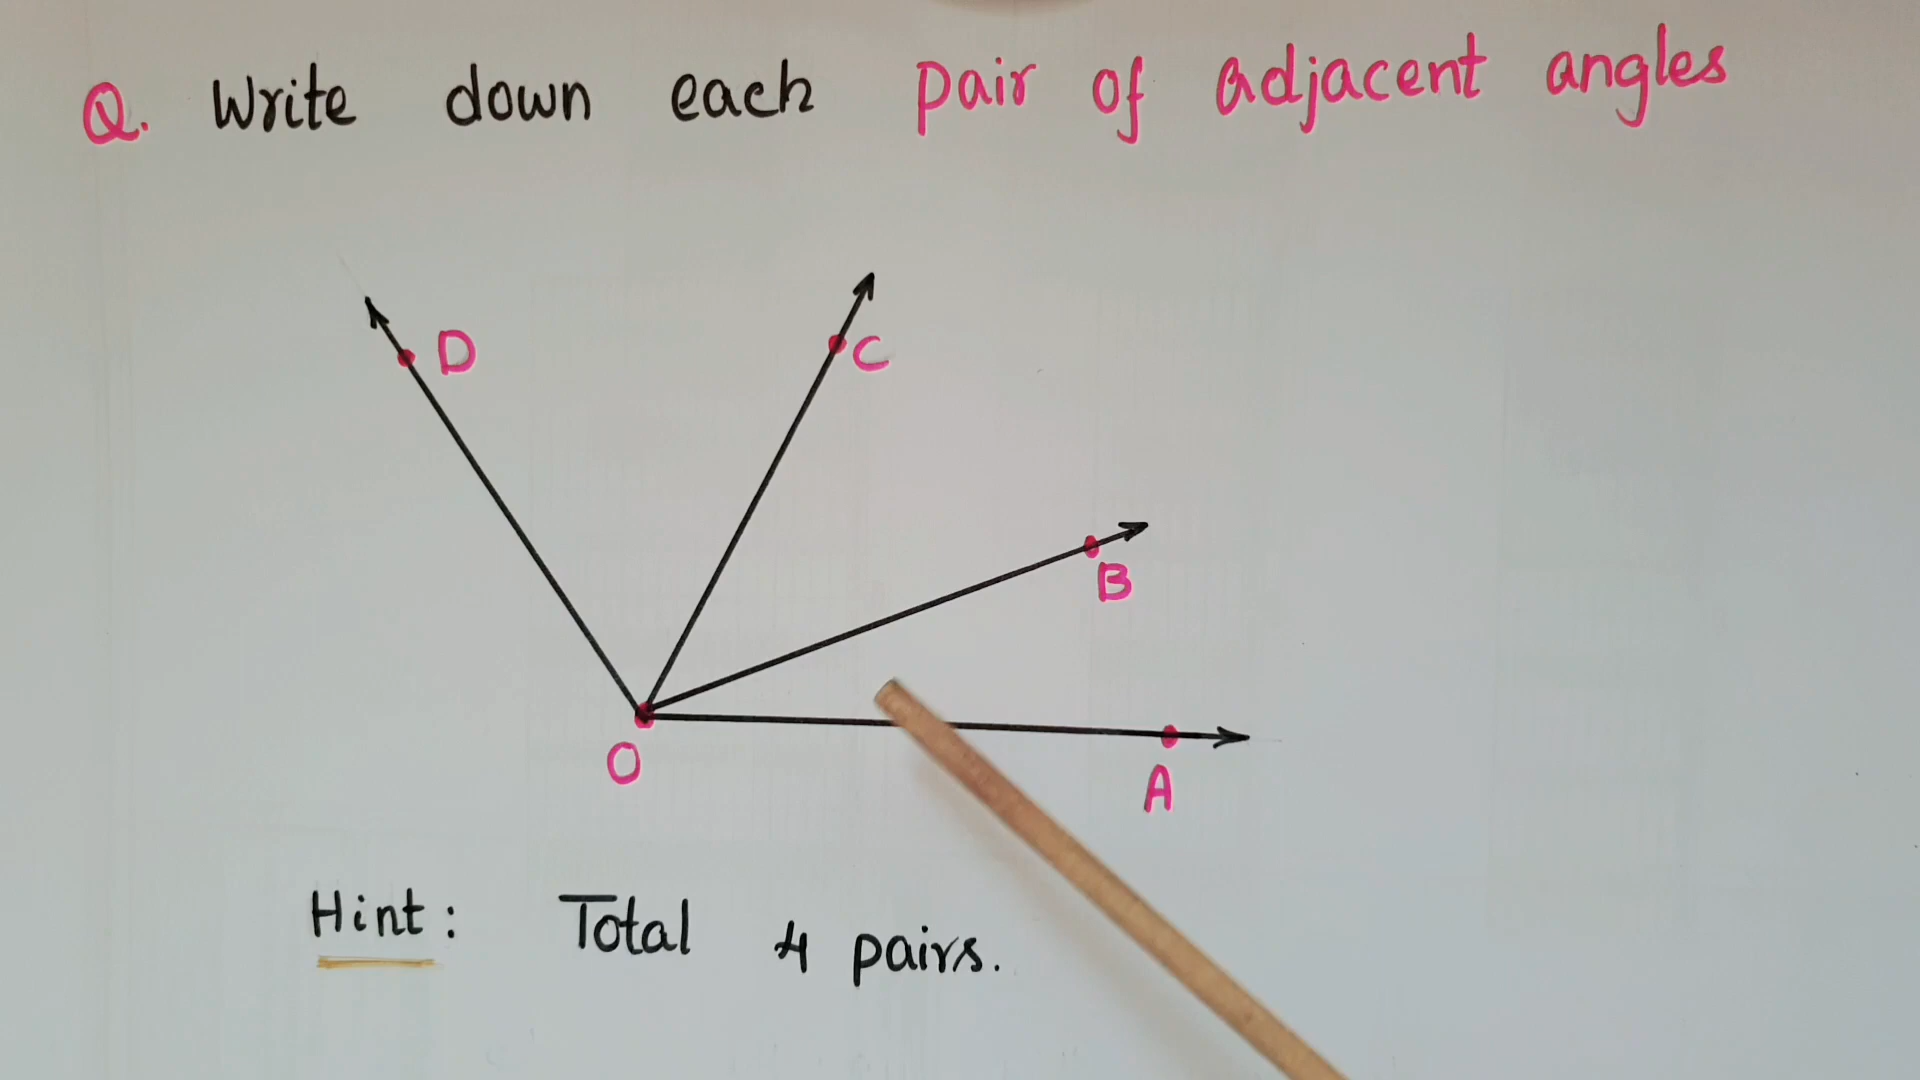 Q. Write down each pair of adjacent angles
D
C
B
O
A
Hint: Total 4 pairs.